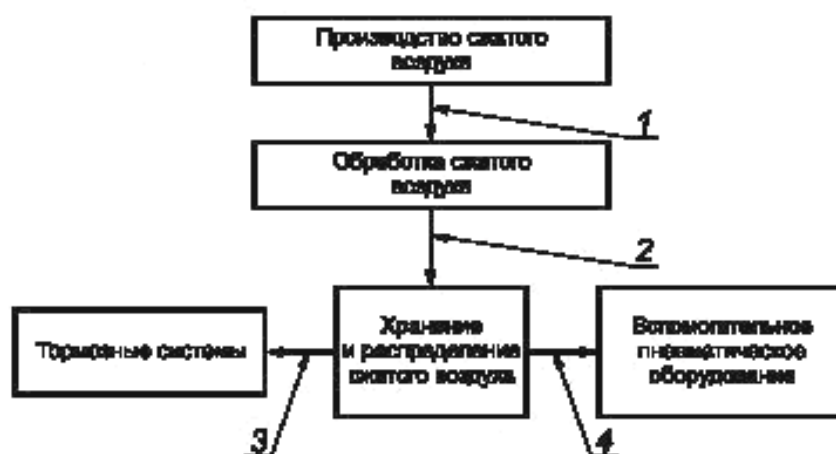 Производство сжатого
воздуха
1
Обработка сжатого
воздуха
2
Тормозные системы
Хранение
и распределение
сжатого воздуха
Вспомогательное
пневматическое
оборудование
3
4